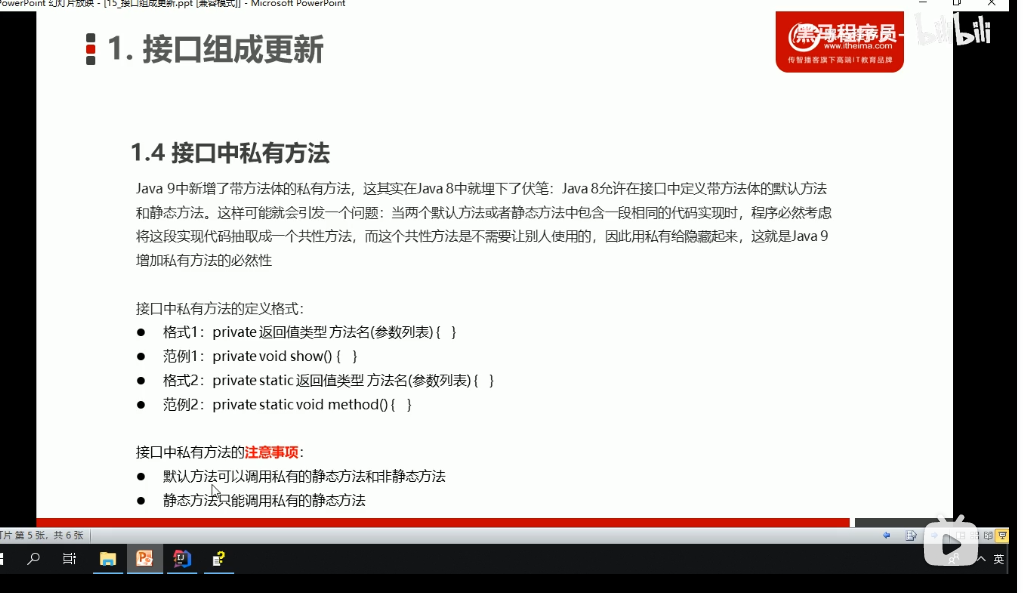 PowerPoint 幻灯片放映 - [15_接口组成更新.ppt [兼容模式]] - Microsoft PowerPoint
1. 接口组成更新
黑马程序员
www.itheima.com
传智播客旗下高端IT教育品牌
bilibili
1.4 接口中私有方法
Java 9中新增了带方法体的私有方法，这其实在Java 8中就埋下了伏笔：Java 8允许在接口中定义带方法体的默认方法
和静态方法。这样可能就会引发一个问题：当两个默认方法或者静态方法中包含一段相同的代码实现时，程序必然考虑
将这段实现代码抽取成一个共性方法，而这个共性方法是不需要让别人使用的，因此用私有给隐藏起来，这就是Java 9
增加私有方法的必然性
接口中私有方法的定义格式：
● 格式1：private 返回值类型 方法名(参数列表) { }
● 范例1：private void show() { }
● 格式2：private static 返回值类型 方法名(参数列表) { }
● 范例2：private static void method() { }
接口中私有方法的注意事项：
● 默认方法可以调用私有的静态方法和非静态方法
● 静态方法只能调用私有的静态方法
灯片 第 5 张，共 6 张
英